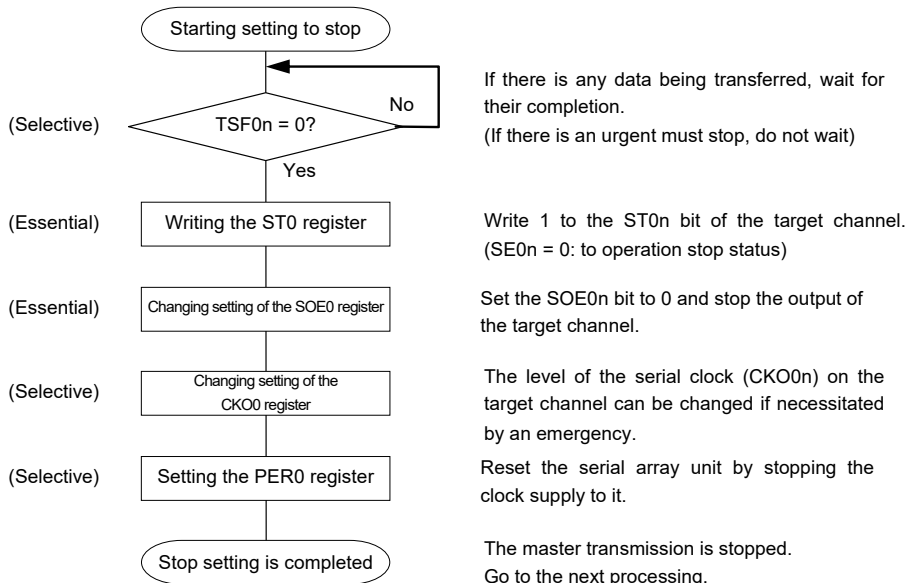 Starting setting to stop
If there is any data being transferred, wait for
their completion.
(If there is an urgent must stop, do not wait)
(Selective)
TSF0n = 0?
No
Yes
(Essential)
Writing the ST0 register
Write 1 to the ST0n bit of the target channel.
(SE0n = 0: to operation stop status)
(Essential)
Changing setting of the SOE0 register
Set the SOE0n bit to 0 and stop the output of
the target channel.
(Selective)
Changing setting of the
CKO0 register
The level of the serial clock (CKO0n) on the
target channel can be changed if necessitated
by an emergency.
(Selective)
Setting the PER0 register
Reset the serial array unit by stopping the
clock supply to it.
Stop setting is completed
The master transmission is stopped.
Go to the next processing.